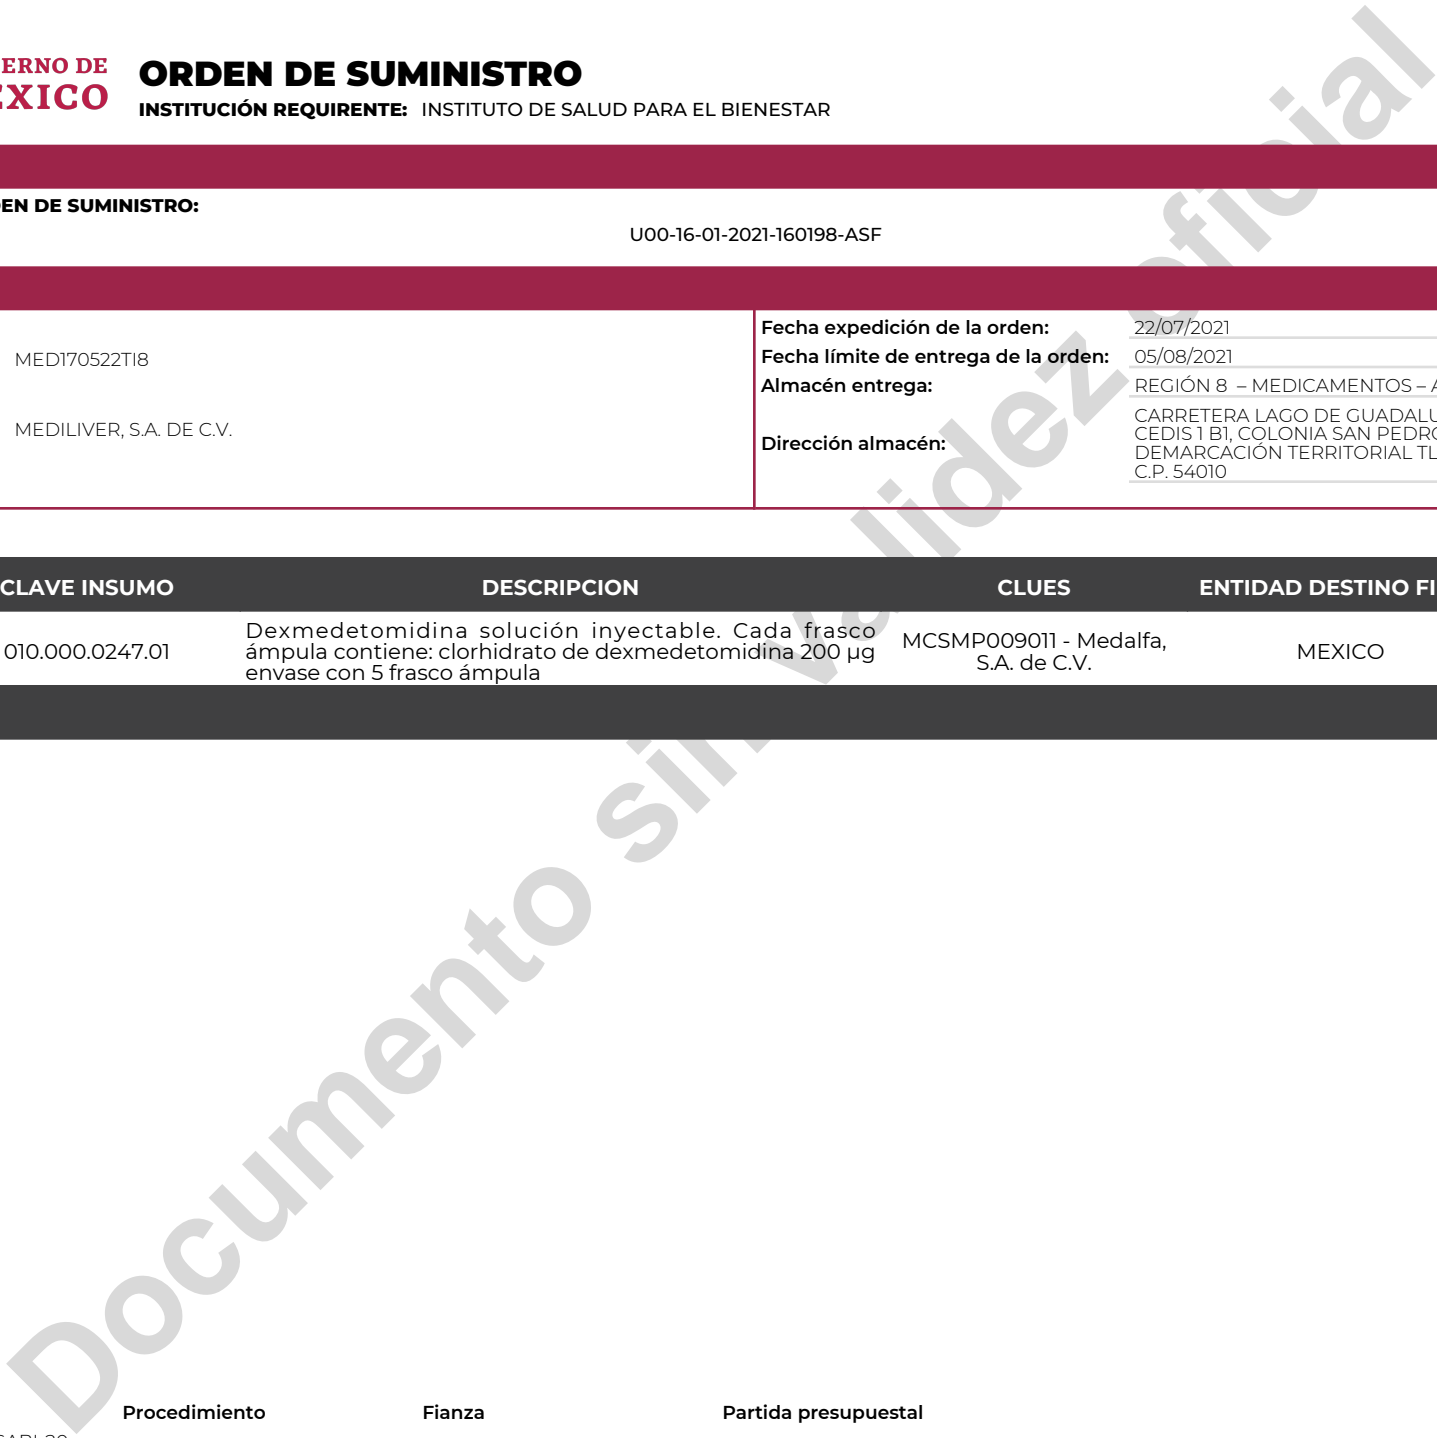 ERNO DE
EXICO
ORDEN DE SUMINISTRO
INSTITUCIÓN REQUIRENTE: INSTITUTO DE SALUD PARA EL BIENESTAR
EN DE SUMINISTRO:
U00-16-01-2021-160198-ASF
MED170522TI8
MEDILIVER, S.A. DE C.V.
Fecha expedición de la orden: 22/07/2021
Fecha límite de entrega de la orden: 05/08/2021
Almacén entrega: REGIÓN 8 – MEDICAMENTOS – A
Dirección almacén:
CARRETERA LAGO DE GUADALU
CEDIS 1 B1, COLONIA SAN PEDRO
DEMARCACIÓN TERRITORIAL TL
C.P. 54010
CLAVE INSUMO DESCRIPCION CLUES ENTIDAD DESTINO FI
010.000.0247.01
Dexmedetomidina solución inyectable. Cada frasco
ámpula contiene: clorhidrato de dexmedetomidina 200 µg
envase con 5 frasco ámpula
MCSMP009011 - Medalfa,
S.A. de C.V.
MEXICO
Documento sin validez oficial
Procedimiento Fianza Partida presupuestal